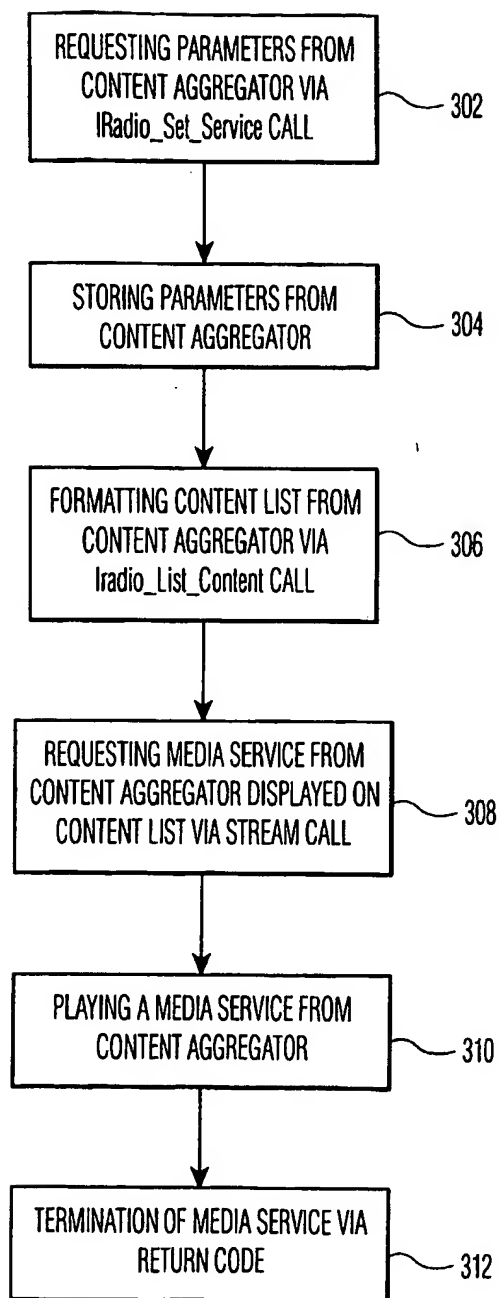 REQUESTING PARAMETERS FROM
CONTENT AGGREGATOR VIA
IRadio_Set_Service CALL
302
STORING PARAMETERS FROM
CONTENT AGGREGATOR
304
FORMATTING CONTENT LIST FROM
CONTENT AGGREGATOR VIA
Iradio_List_Content CALL
306
REQUESTING MEDIA SERVICE FROM
CONTENT AGGREGATOR DISPLAYED ON
CONTENT LIST VIA STREAM CALL
308
PLAYING A MEDIA SERVICE FROM
CONTENT AGGREGATOR
310
TERMINATION OF MEDIA SERVICE VIA
RETURN CODE
312